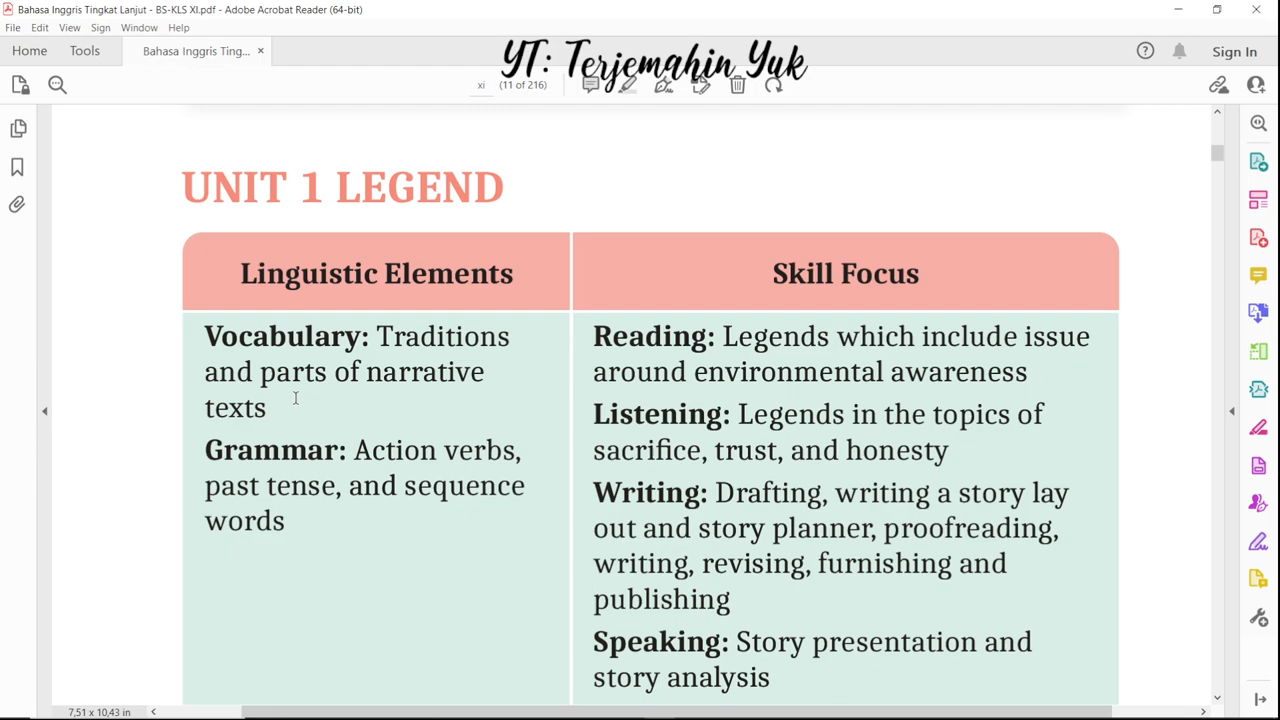 Bahasa Inggris Tingkat Lanjut - BS-KLS XI.pdf - Adobe Acrobat Reader (64-bit)
File Edit View Sign Window Help
Home Tools Bahasa Inggris Ting... × Sign In
YT: Terjemahin Yuk
xi (11 of 216)
UNIT 1 LEGEND
Linguistic Elements
Vocabulary: Traditions
and parts of narrative
texts
Grammar: Action verbs,
past tense, and sequence
words
Skill Focus
Reading: Legends which include issue
around environmental awareness
Listening: Legends in the topics of
sacrifice, trust, and honesty
Writing: Drafting, writing a story lay
out and story planner, proofreading,
writing, revising, furnishing and
publishing
Speaking: Story presentation and
story analysis
7,51 x 10,43 in